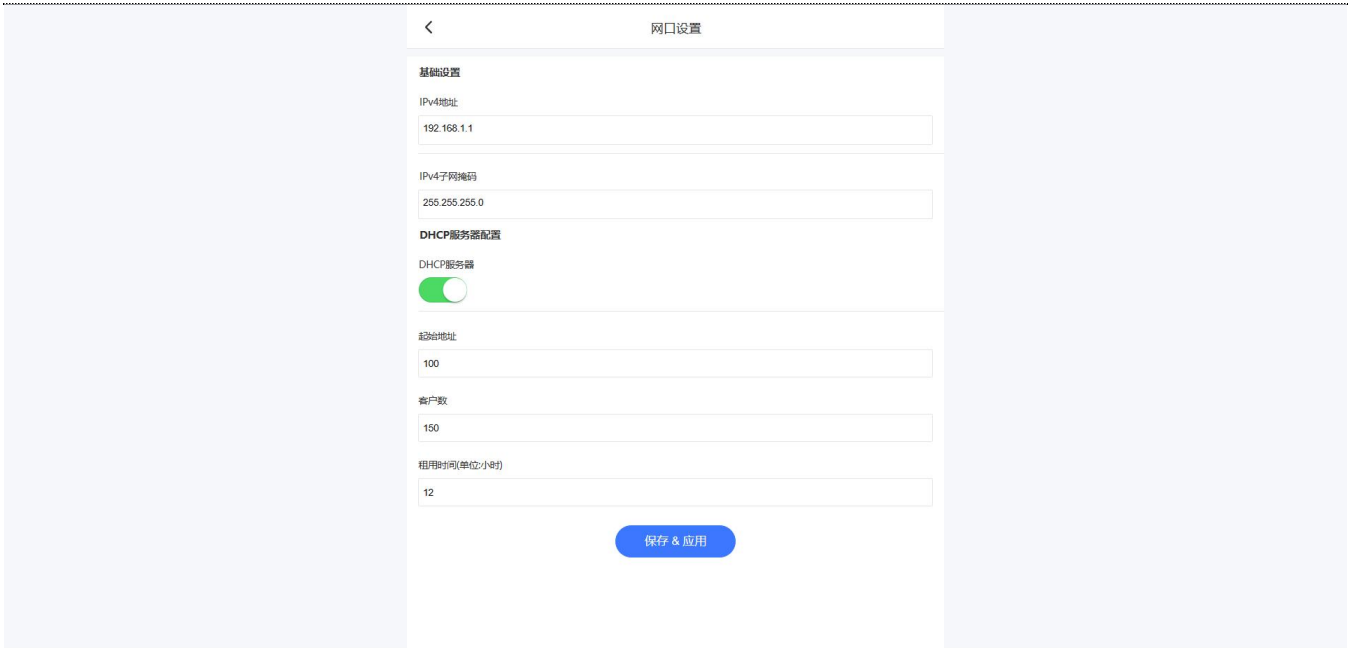 网口设置
基础设置
IPv4地址
192.168.1.1
IPv4子网掩码
255.255.255.0
DHCP服务器配置
DHCP服务器
起始地址
100
客户数
150
租用时间(单位:小时)
12
保存 & 应用